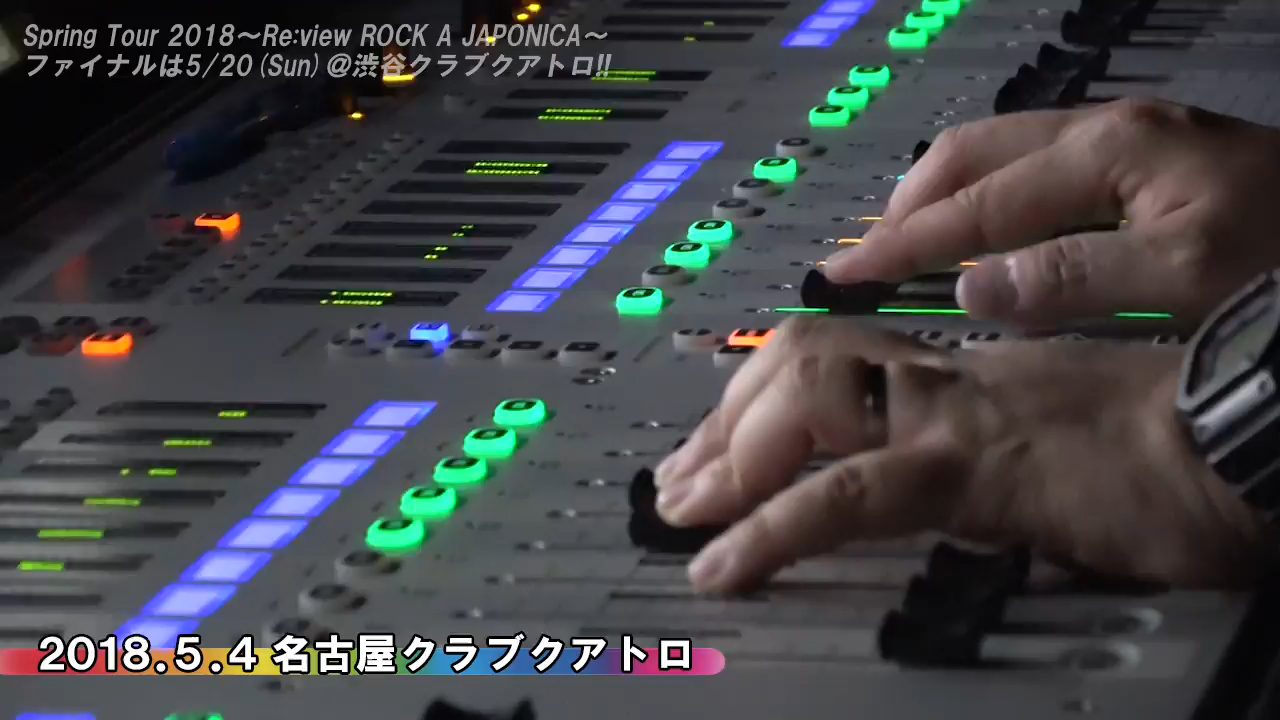 Spring Tour 2018～Re:view ROCK A JAPONICA～
ファイナルは5/20(Sun)@渋谷クラブクアトロ!!
2018.5.4 名古屋クラブクアトロ